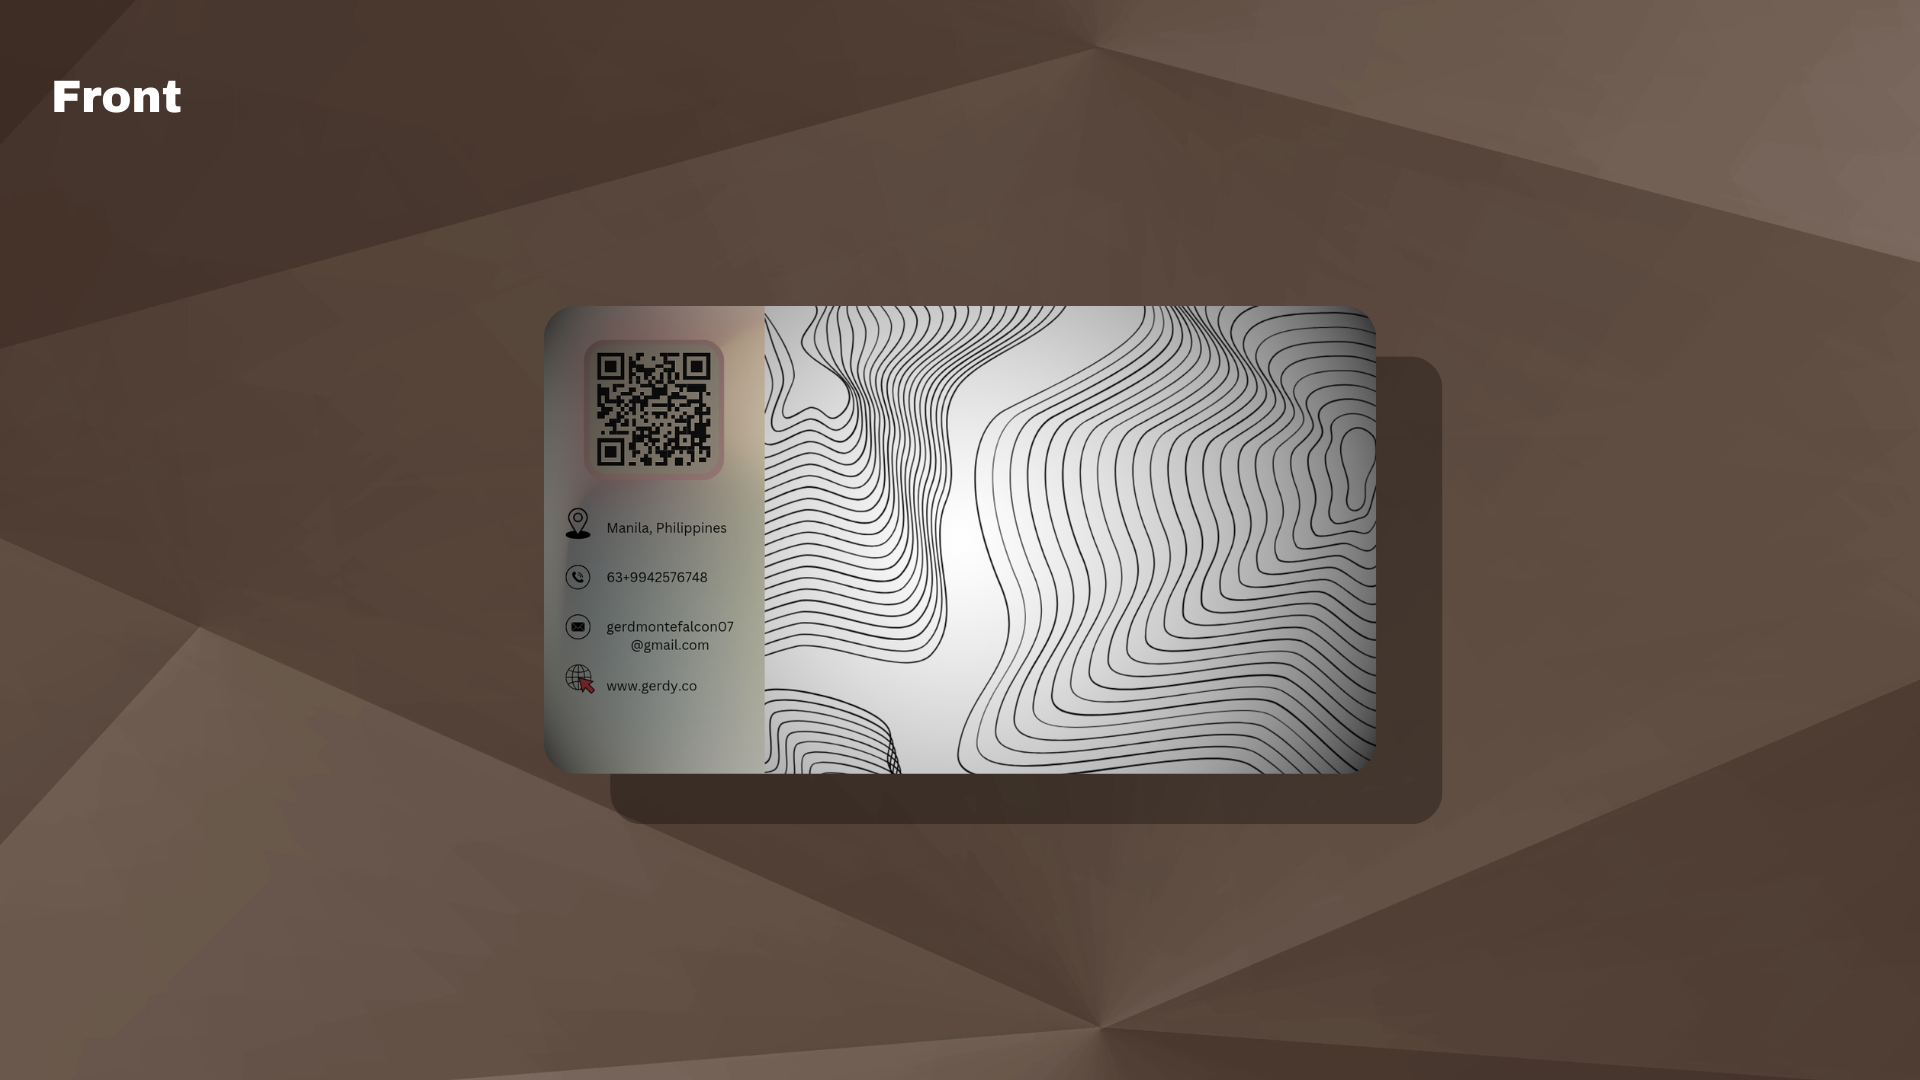 Front
Manila, Philippines
63+9942576748
gerdmontefalcon07
@gmail.com
www.gerdy.co